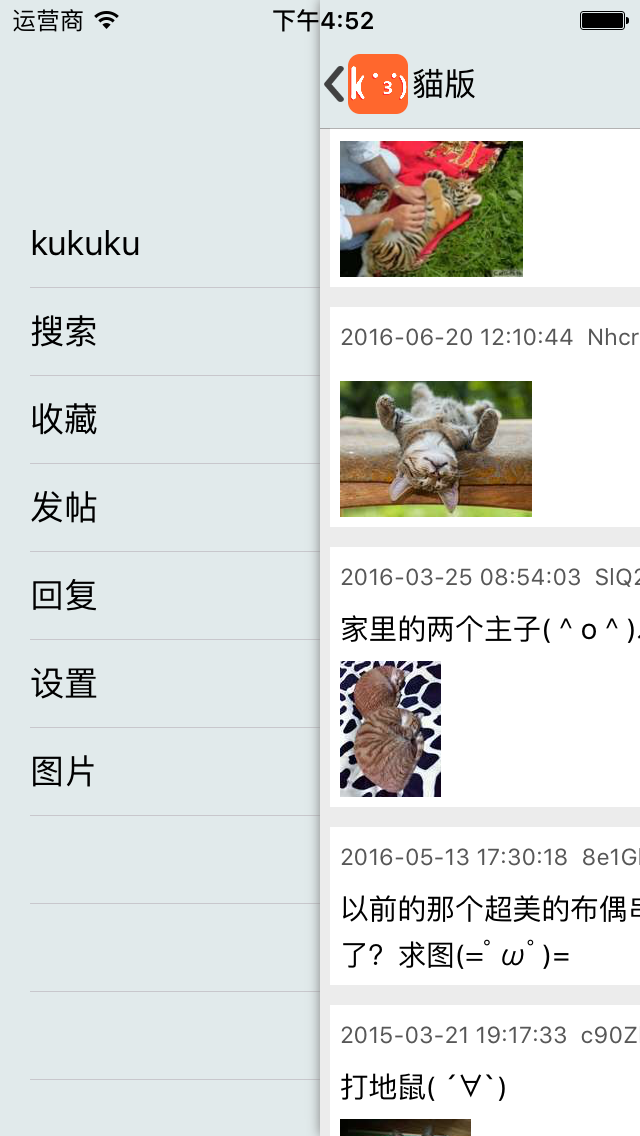 运营商
下午4:52
kukuku
搜索
收藏
发帖
回复
设置
图片
k( ﾟ3ﾟ)
貓版
2016-06-20 12:10:44 Nhcr
2016-03-25 08:54:03 SlQ2
家里的两个主子( ^ o ^ )
2016-05-13 17:30:18 8e1G
以前的那个超美的布偶串
了？求图(=ﾟωﾟ)=
2015-03-21 19:17:33 c90Z
打地鼠( ´∀`)